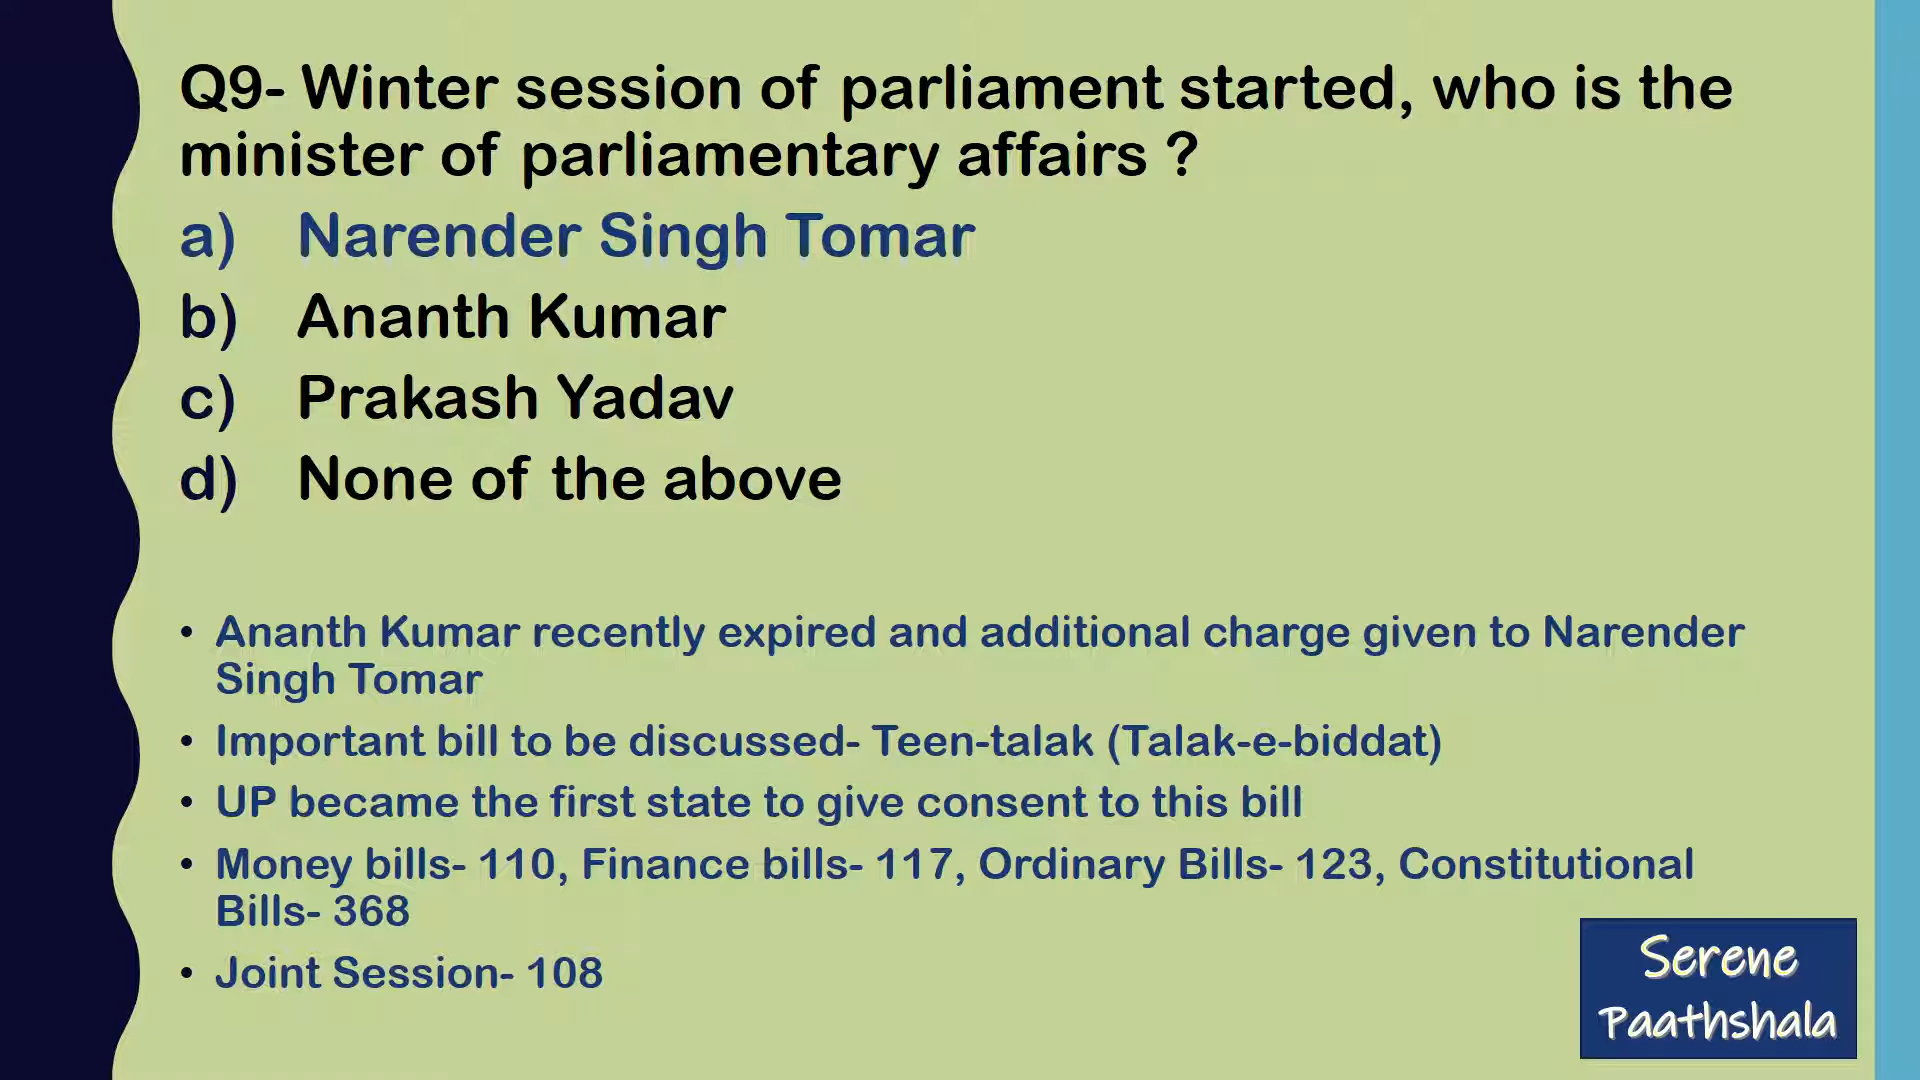 Q9- Winter session of parliament started, who is the
minister of parliamentary affairs ?
a) Narender Singh Tomar
b) Ananth Kumar
c) Prakash Yadav
d) None of the above
• Ananth Kumar recently expired and additional charge given to Narender
Singh Tomar
• Important bill to be discussed- Teen-talak (Talak-e-biddat)
• UP became the first state to give consent to this bill
• Money bills- 110, Finance bills- 117, Ordinary Bills- 123, Constitutional
Bills- 368
• Joint Session- 108
Serene
Paathshala